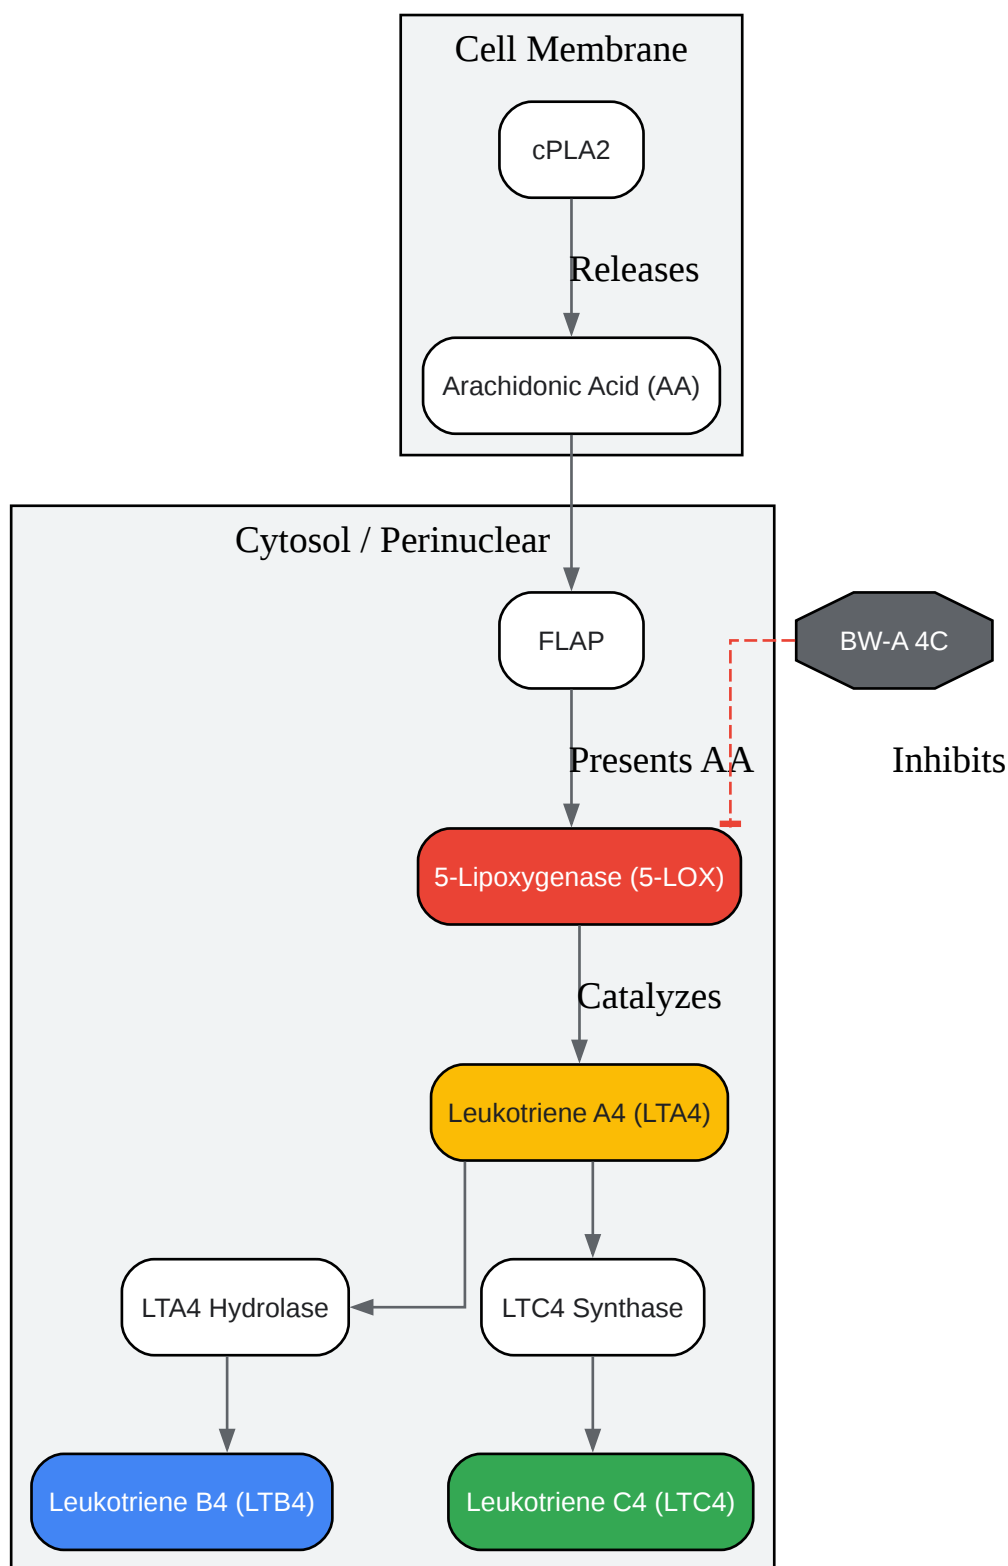 Cell Membrane
cPLA2
Releases
Arachidonic Acid (AA)
Cytosol / Perinuclear
FLAP
BW-A 4C
Presents AA
Inhibits
5-Lipoxygenase (5-LOX)
Catalyzes
Leukotriene A4 (LTA4)
LTA4 Hydrolase
LTC4 Synthase
Leukotriene B4 (LTB4)
Leukotriene C4 (LTC4)